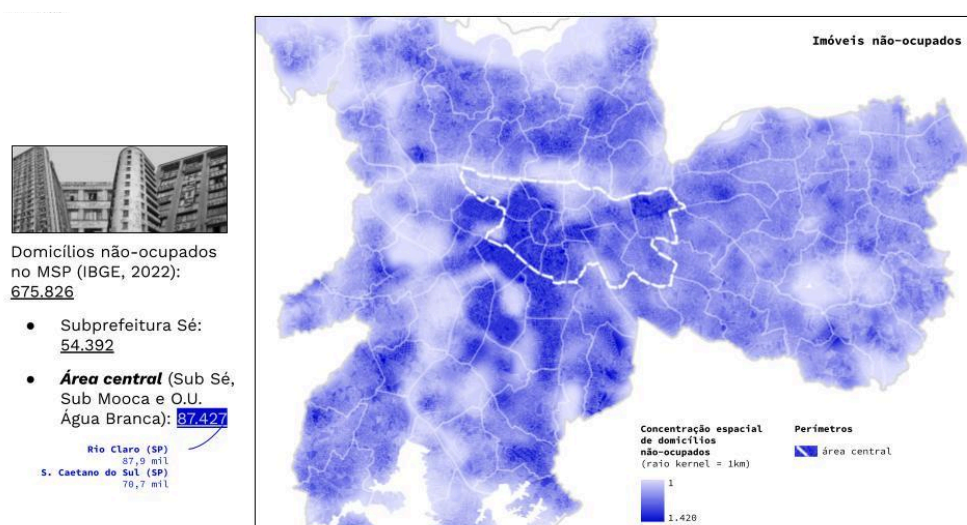 Domicílios não-ocupados
no MSP (IBGE, 2022):
675.826
● Subprefeitura Sé:
54.392
● Área central (Sub Sé,
Sub Mooca e O.U.
Água Branca): 87.427
Rio Claro (SP)
87,9 mil
S. Caetano do Sul (SP)
70,7 mil
Imóveis não-ocupados
Concentração espacial
de domicílios
não-ocupados
(raio kernel = 1km)
1
1.420
Perímetros
área central